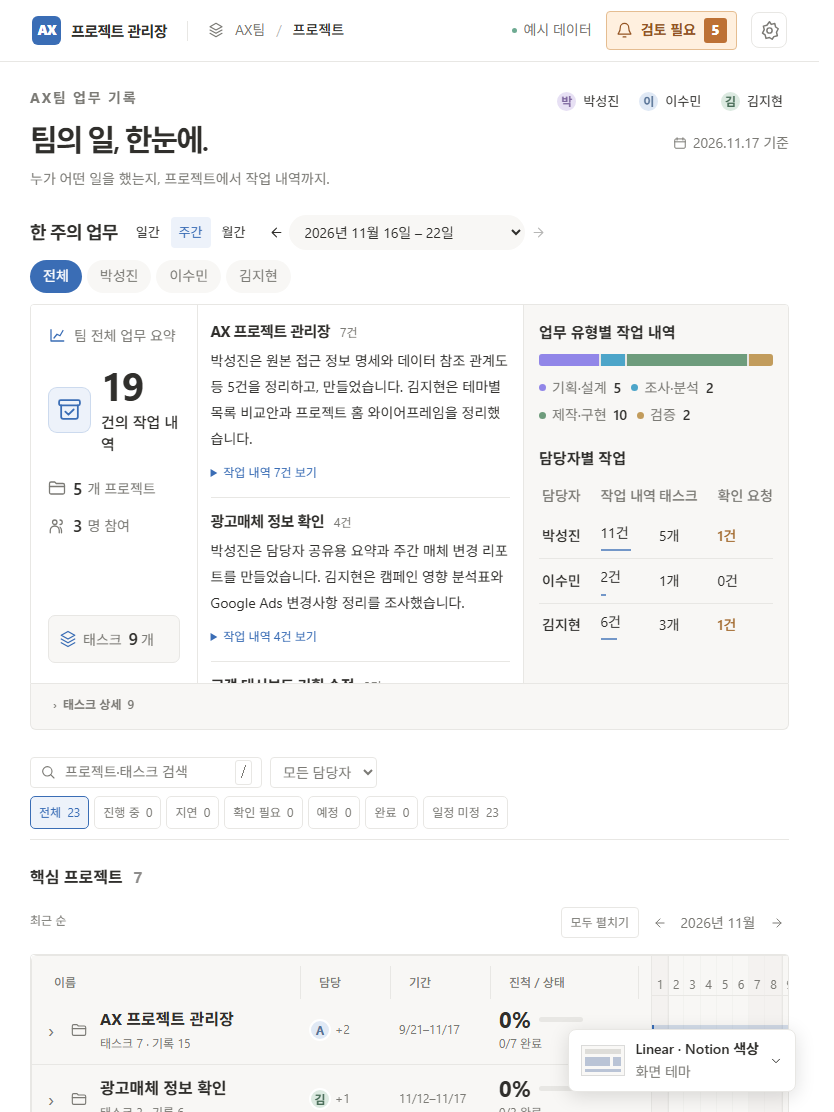 AX 프로젝트 관리장 AX팀 / 프로젝트 예시 데이터 검토 필요 5
AX팀 업무 기록
박 박성진 이 이수민 김 김지현
팀의 일, 한눈에.
2026.11.17 기준
누가 어떤 일을 했는지, 프로젝트에서 작업 내역까지.
한 주의 업무 일간 주간 월간 ← 2026년 11월 16일 – 22일 →
전체 박성진 이수민 김지현
팀 전체 업무 요약
19
건의 작업 내
역
5 개 프로젝트
3 명 참여
태스크 9 개
AX 프로젝트 관리장 7건
박성진은 원본 접근 정보 명세와 데이터 참조 관계도
등 5건을 정리하고, 만들었습니다. 김지현은 테마별
목록 비교안과 프로젝트 홈 와이어프레임을 정리했
습니다.
▶ 작업 내역 7건 보기
광고매체 정보 확인 4건
박성진은 담당자 공유용 요약과 주간 매체 변경 리포
트를 만들었습니다. 김지현은 캠페인 영향 분석표와
Google Ads 변경사항 정리를 조사했습니다.
▶ 작업 내역 4건 보기
업무 유형별 작업 내역
기획·설계 5 조사·분석 2
제작·구현 10 검증 2
담당자별 작업
담당자 작업 내역 태스크 확인 요청
박성진 11건 5개 1건
이수민 2건 1개 0건
김지현 6건 3개 1건
› 태스크 상세 9
프로젝트·태스크 검색 / 모든 담당자
전체 23 진행 중 0 지연 0 확인 필요 0 예정 0 완료 0 일정 미정 23
핵심 프로젝트 7
최근 순
모두 펼치기 ← 2026년 11월 →
이름 담당 기간 진척 / 상태 1 2 3 4 5 6 7 8
AX 프로젝트 관리장 A +2 9/21–11/17 0%
태스크 7 · 기록 15 0/7 완료
광고매체 정보 확인 김 +1 11/12–11/17 0%
Linear · Notion 색상
화면 테마